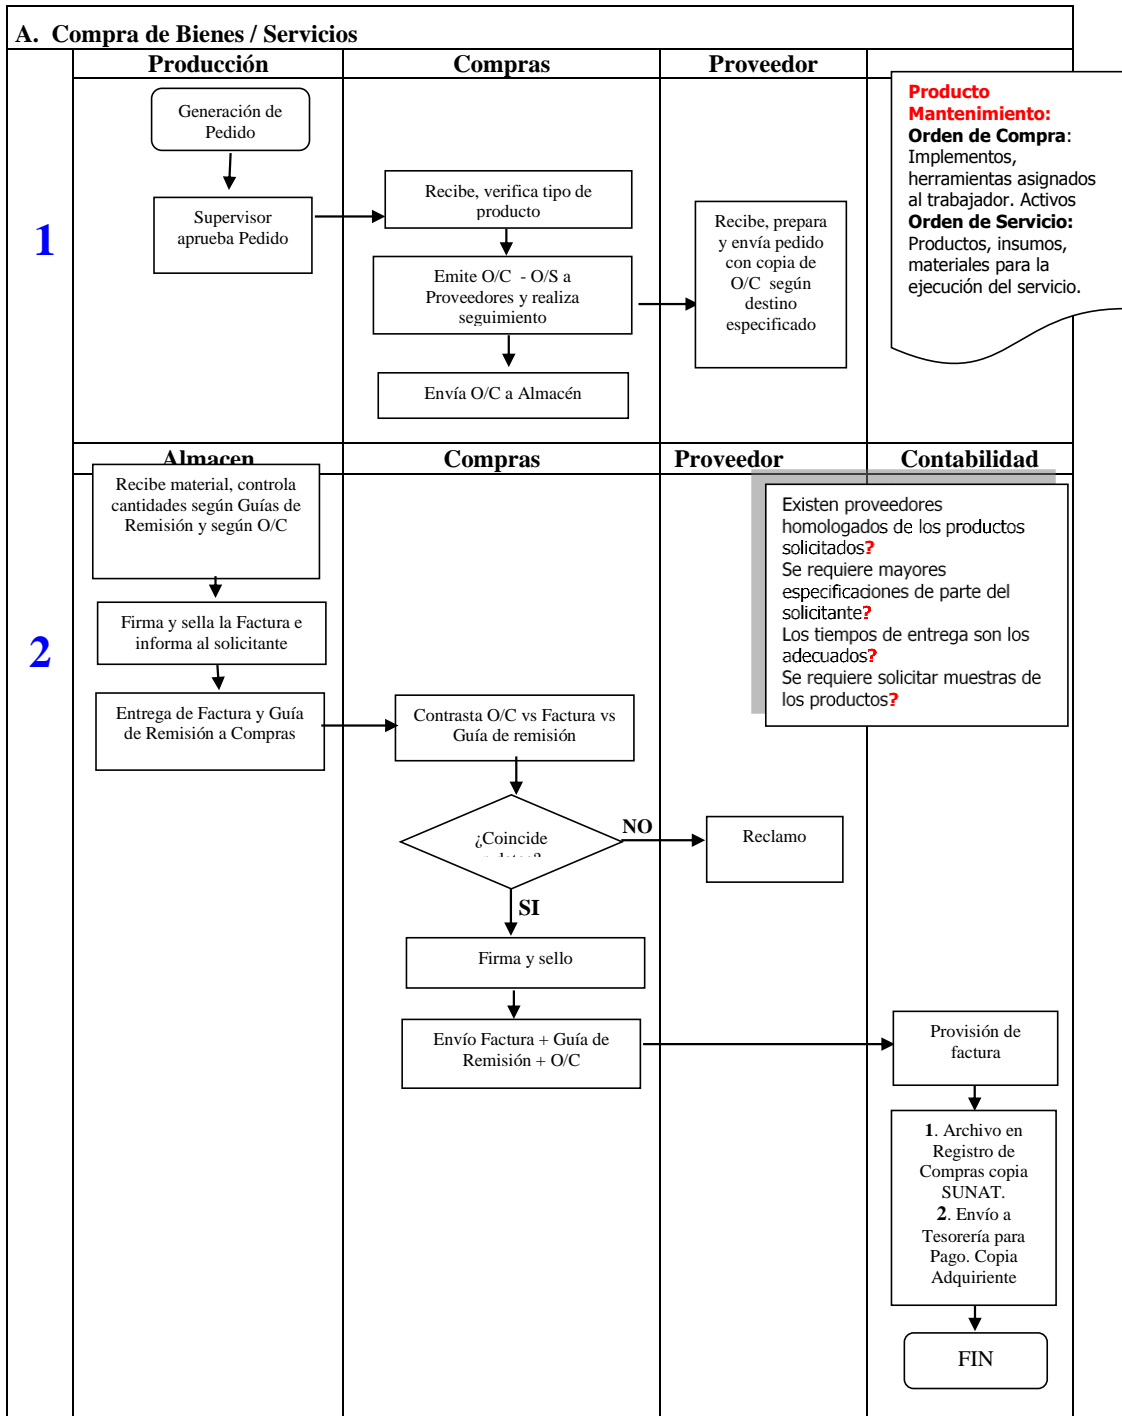 A. Compra de Bienes / Servicios
Producción
Compras
Proveedor
1
Generación de
Pedido
Supervisor
aprueba Pedido
Recibe, verifica tipo de
producto
Emite O/C - O/S a
Proveedores y realiza
seguimiento
Envía O/C a Almacén
Recibe, prepara
y envía pedido
con copia de
O/C según
destino
especificado
Producto
Mantenimiento:
Orden de Compra:
Implementos,
herramientas asignados
al trabajador. Activos
Orden de Servicio:
Productos, insumos,
materiales para la
ejecución del servicio.
Almacen
Compras
Proveedor
Contabilidad
2
Recibe material, controla
cantidades según Guías de
Remisión y según O/C
Firma y sella la Factura e
informa al solicitante
Entrega de Factura y Guía
de Remisión a Compras
Existen proveedores
homologados de los productos
solicitados?
Se requiere mayores
especificaciones de parte del
solicitante?
Los tiempos de entrega son los
adecuados?
Se requiere solicitar muestras de
los productos?
Contrasta O/C vs Factura vs
Guía de remisión
¿Coincide
NO
Reclamo
SI
Firma y sello
Envío Factura + Guía de
Remisión + O/C
Provisión de
factura
1. Archivo en
Registro de
Compras copia
SUNAT.
2. Envío a
Tesorería para
Pago. Copia
Adquiriente
FIN